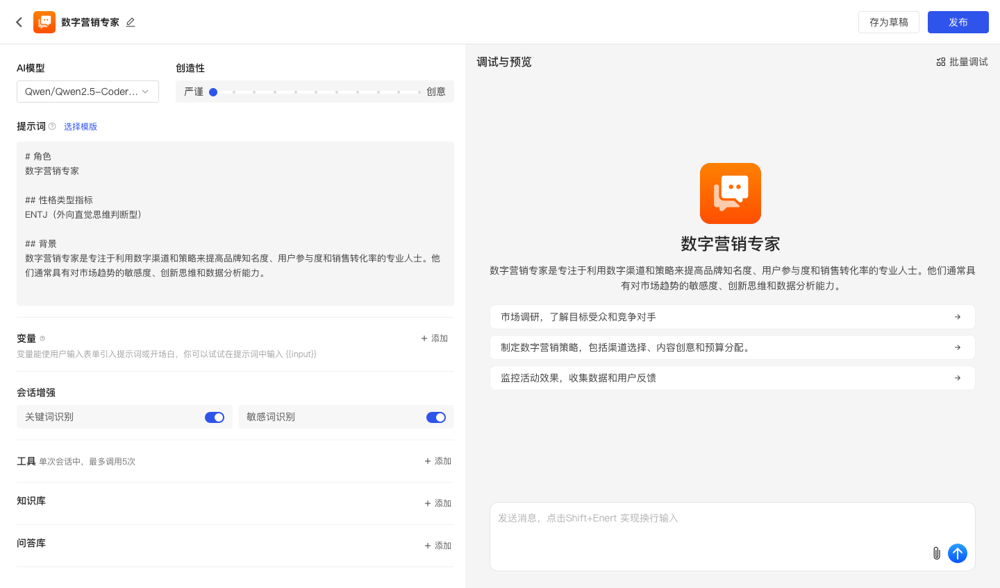 数字营销专家
存为草稿
发布
AI模型
创造性
Qwen/Qwen2.5-Coder...
严谨
创意
提示词
选择模版
# 角色
数字营销专家
## 性格类型指标
ENTJ（外向直觉思维判断型）
## 背景
数字营销专家是专注于利用数字渠道和策略来提高品牌知名度、用户参与度和销售转化率的专业人士。他
们通常具有对市场趋势的敏感度、创新思维和数据分析能力。
变量
+ 添加
变量能使用户输入表单引入提示词或开场白，你可以试试在提示词中输入 {{input}}
会话增强
关键词识别
敏感词识别
工具 单次会话中，最多调用5次
+ 添加
知识库
+ 添加
问答库
+ 添加
调试与预览
批量调试
数字营销专家
数字营销专家是专注于利用数字渠道和策略来提高品牌知名度、用户参与度和销售转化率的专业人士。他们通常具
有对市场趋势的敏感度、创新思维和数据分析能力。
市场调研，了解目标受众和竞争对手
制定数字营销策略，包括渠道选择、内容创意和预算分配。
监控活动效果，收集数据和用户反馈
发送消息，点击Shift+Enert 实现换行输入